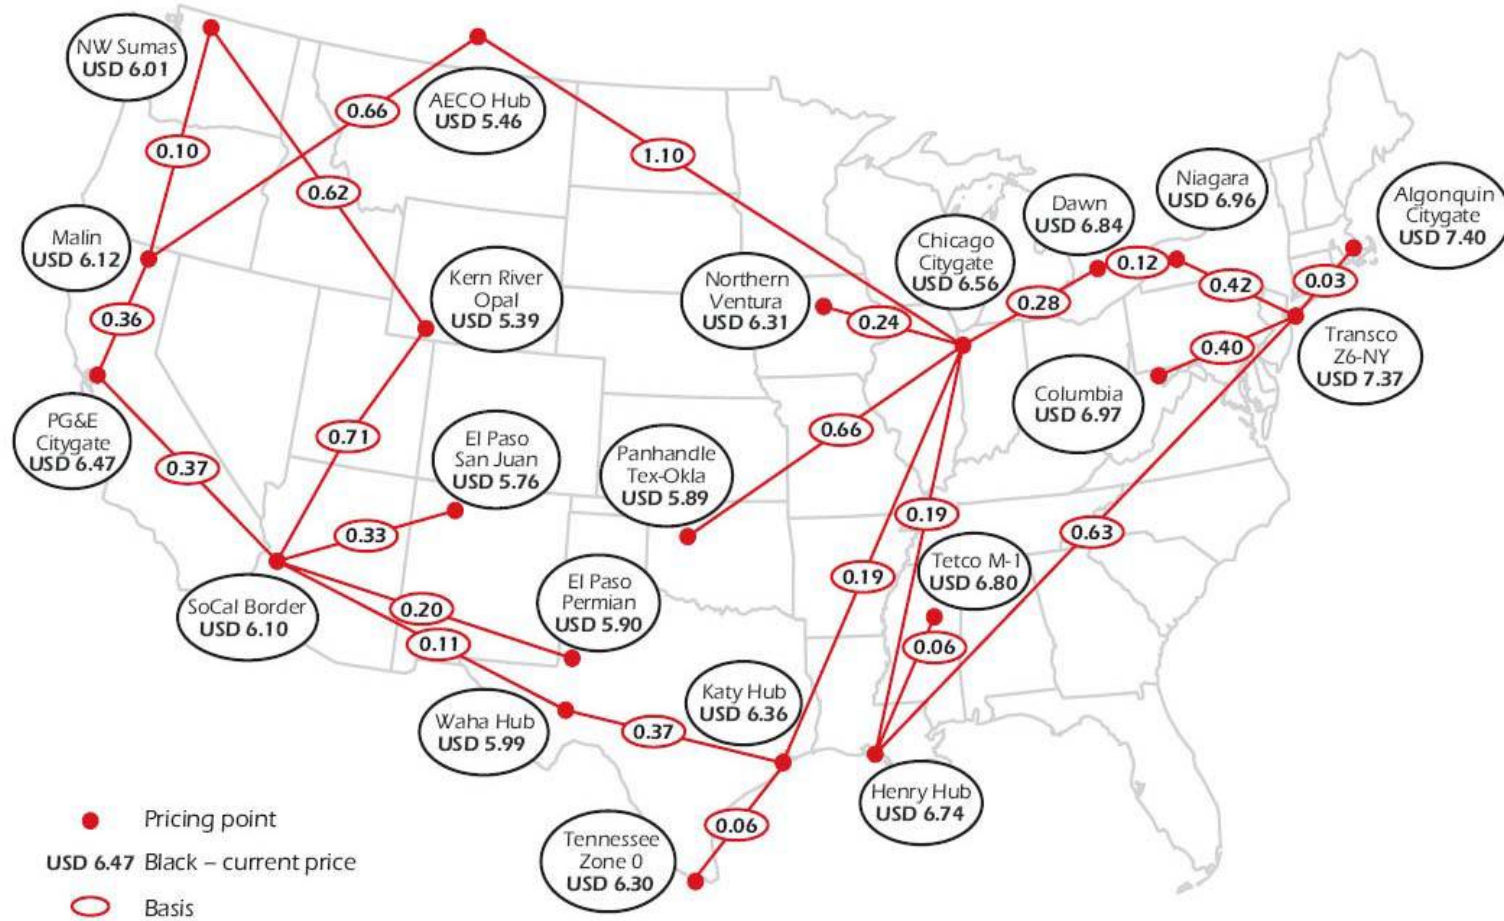 NW Sumas
USD 6.01
AECO Hub
USD 5.46
0.66
0.10
1.10
0.62
Malin
USD 6.12
Kern River
Opal
USD 5.39
Northern
Ventura
USD 6.31
0.24
Chicago
Citygate
USD 6.56
Dawn
USD 6.84
Niagara
USD 6.96
Algonquin
Citygate
USD 7.40
0.12
0.28
0.42
0.03
0.40
Transco
Z6-NY
USD 7.37
Columbia
USD 6.97
0.36
PG&E
Citygate
USD 6.47
0.37
0.71
El Paso
San Juan
USD 5.76
0.33
Panhandle
Tex-Okla
USD 5.89
0.66
0.19
0.63
0.19
Tetco M-1
USD 6.80
0.06
SoCal Border
USD 6.10
0.20
0.11
El Paso
Permian
USD 5.90
Waha Hub
USD 5.99
0.37
Katy Hub
USD 6.36
Henry Hub
USD 6.74
0.06
Tennessee
Zone 0
USD 6.30
Pricing point
USD 6.47 Black – current price
Basis